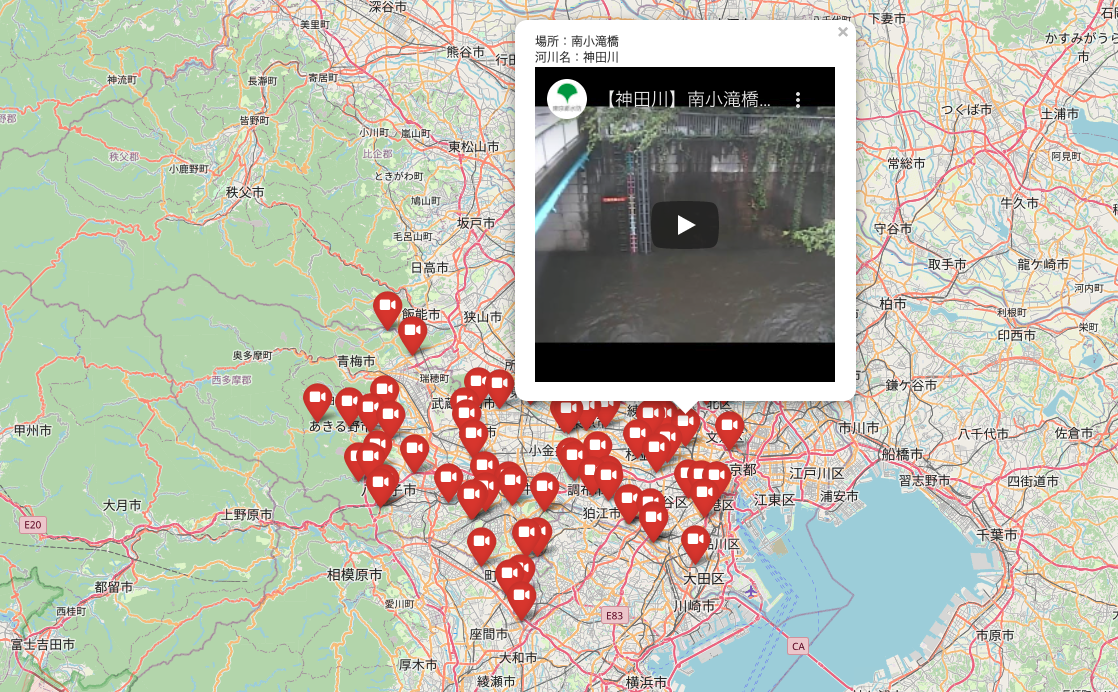 場所：南小滝橋
河川名：神田川
×
【神田川】南小滝橋...
深谷市
美里町
熊谷市
行田
下妻市
かすみがうら
市
神流町
長瀞町
寄居町
つくば市
土浦市
皆野町
小川町
嵐山町
東松山市
比企郡
阿見町
秩父郡
小鹿野町
ときがわ町
常総市
秩父市
鳩山町
牛久市
坂戸市
守谷市
毛呂山町
日高市
取手市
龍ケ崎市
河内町
柏市
利根町
栄町
飯能市
狭山市
印西市
奥多摩町
青梅市
所
西多摩郡
瑞穂町
鎌ケ谷市
武蔵
北区
甲州市
あきる野市
市川市
八千代市
佐倉市
文
市
小金
杉
船橋市
京都
江戸川区
習志野市
四街道市
子市
調布
江東区
浦安市
大月市
上野原市
狛江市
谷区
港区
E20
千葉市
品川区
相模原市
町
大田区
都留市
愛川町
川崎市
西桂町
E83
座間市
市原市
富士吉田市
大和市
CA
厚木市
綾瀬市
横浜市